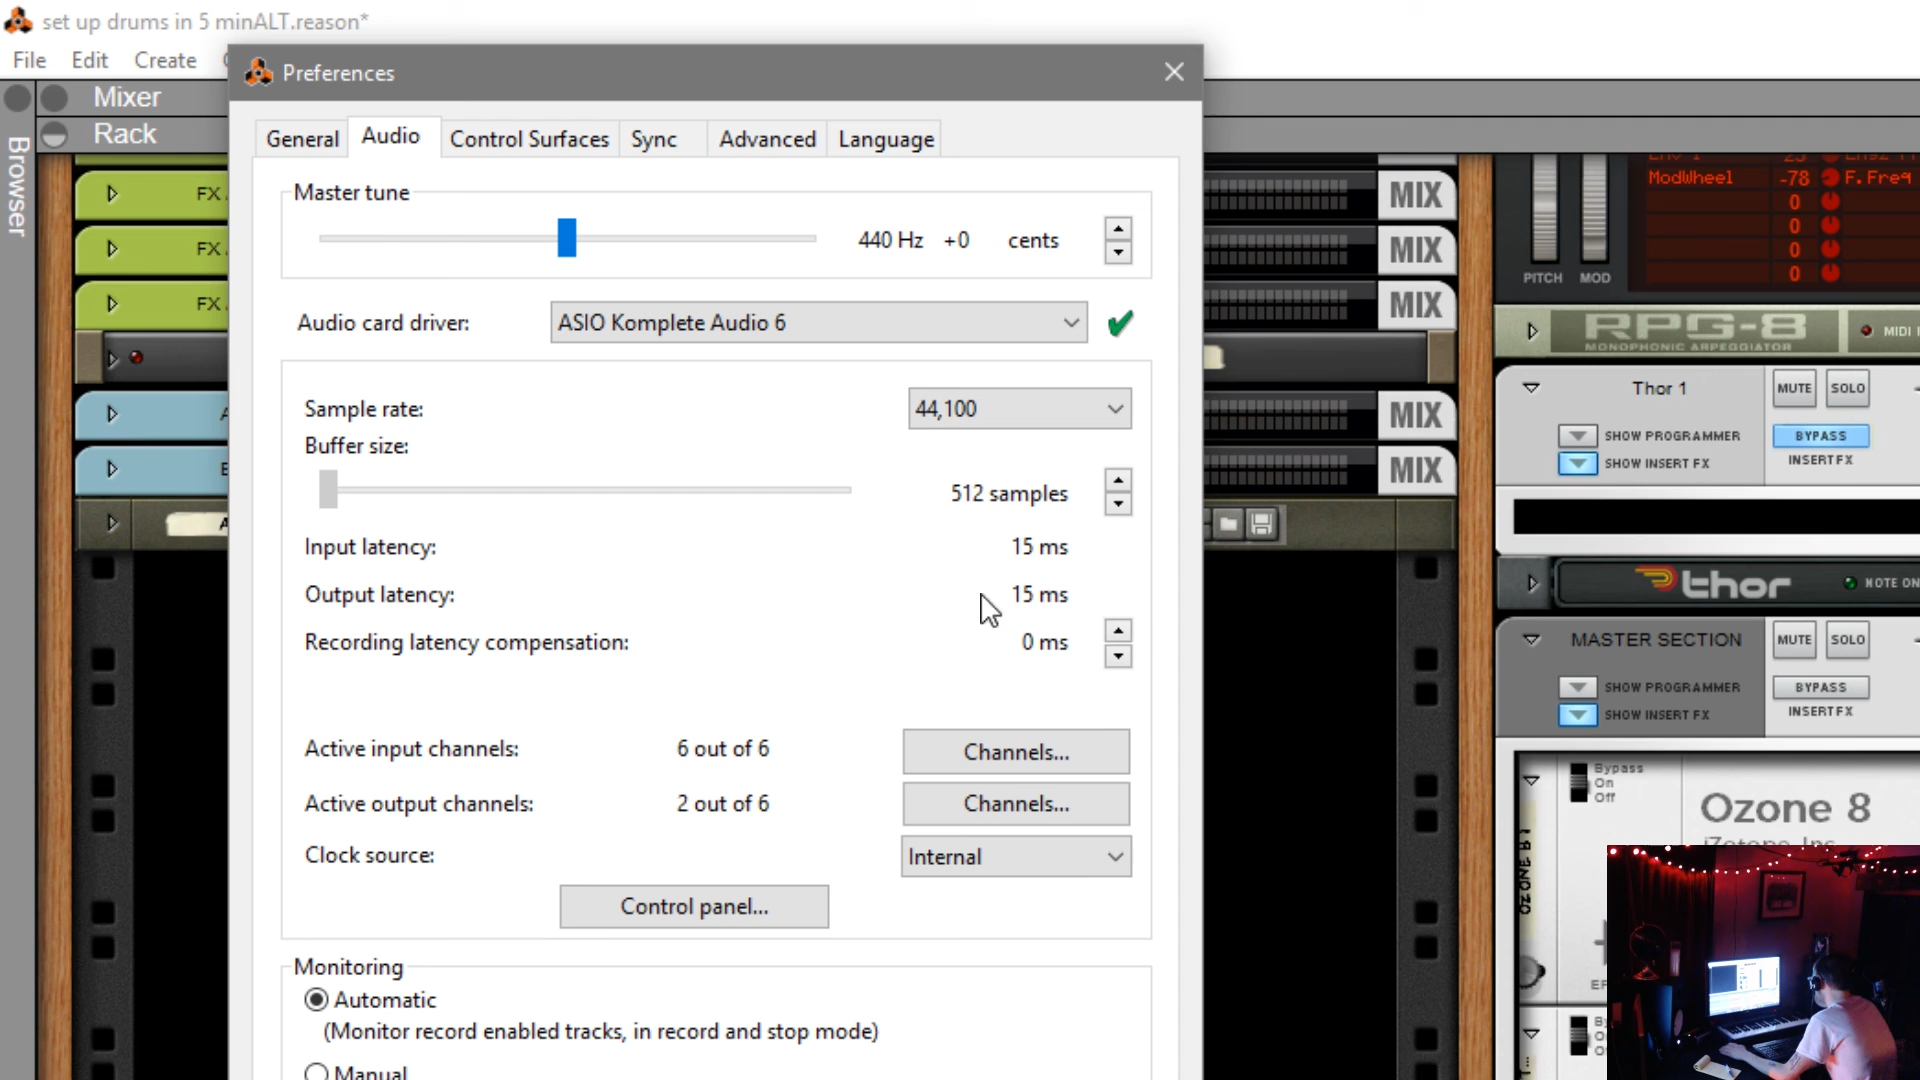 set up drums in 5 minALT.reason*
File Edit Create
Preferences
Mixer
Rack
Browser
General Audio Control Surfaces Sync Advanced Language
Master tune
440 Hz +0 cents
Audio card driver: ASIO Komplete Audio 6
Sample rate: 44,100
Buffer size:
512 samples
Input latency: 15 ms
Output latency: 15 ms
Recording latency compensation: 0 ms
Active input channels: 6 out of 6 Channels...
Active output channels: 2 out of 6 Channels...
Clock source: Internal
Control panel...
Monitoring
Automatic
(Monitor record enabled tracks, in record and stop mode)
Manual
FX
FX
FX
MIX
MIX
MIX
MIX
MIX
ModWheel -78 F.Freq
0
0
0
0
PITCH MOD
RPG-8
MONOPHONIC ARPEGGIATOR
MIDI
Thor 1 MUTE SOLO
SHOW PROGRAMMER BYPASS
SHOW INSERT FX INSERT FX
thor NOTE ON
MASTER SECTION MUTE SOLO
SHOW PROGRAMMER BYPASS
SHOW INSERT FX INSERT FX
Bypass
On
Off
Ozone 8
iZotope, Inc.